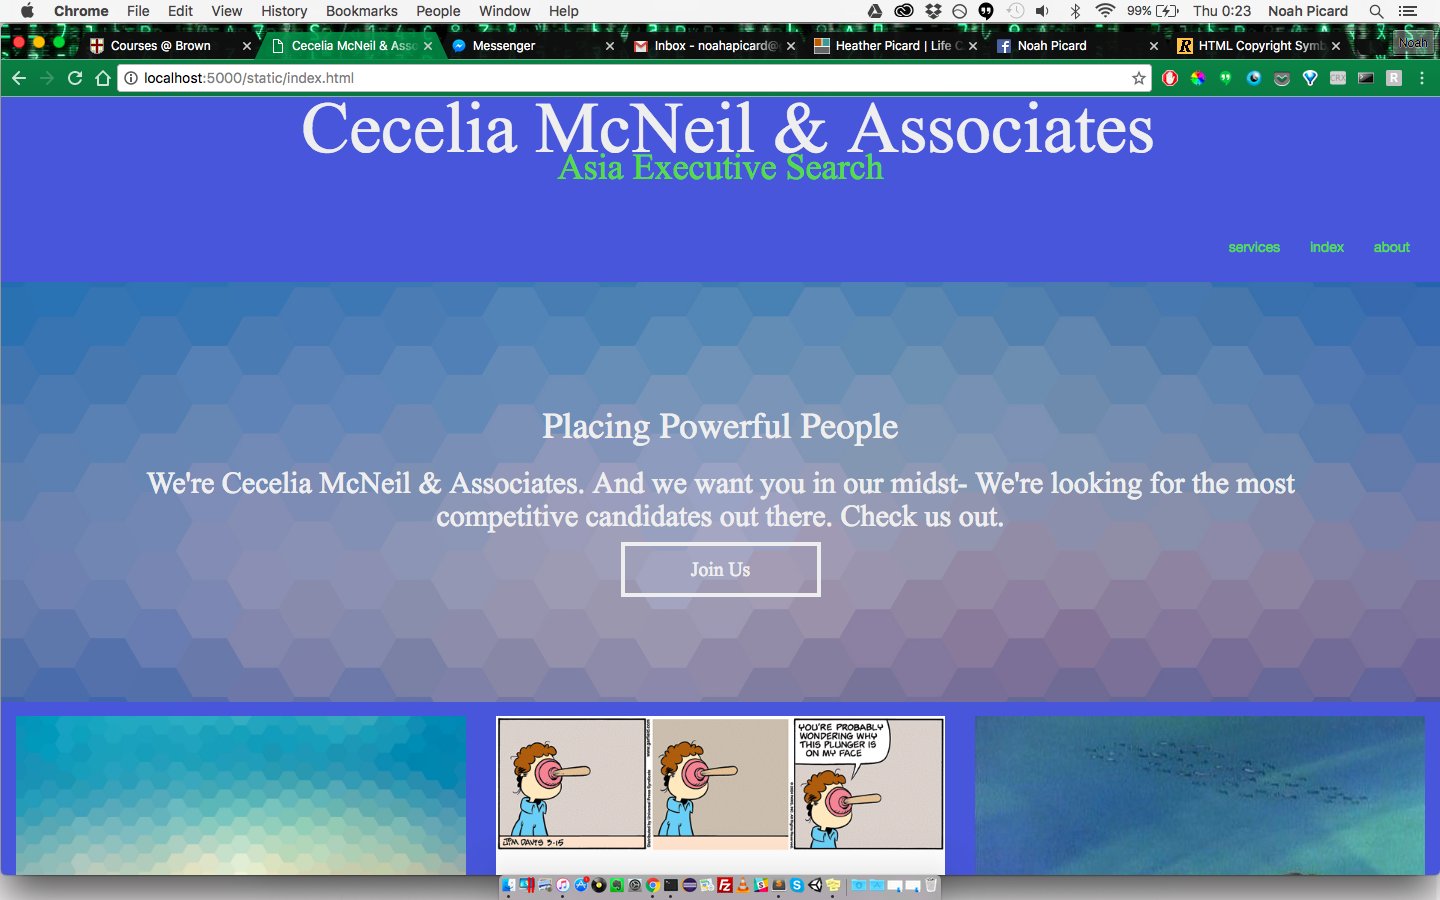 Chrome File Edit View History Bookmarks People Window Help 99% Thu 0:23 Noah Picard
Courses @ Brown Cecelia McNeil & Asso Messenger Inbox - noahapicard@ Heather Picard | Life C Noah Picard HTML Copyright Symb Noah
localhost:5000/static/index.html
Cecelia McNeil & Associates
Asia Executive Search
services index about
Placing Powerful People
We're Cecelia McNeil & Associates. And we want you in our midst- We're looking for the most
competitive candidates out there. Check us out.
Join Us
YOU'RE PROBABLY
WONDERING WHY
THIS PLUNGER IS
ON MY FACE
JIM DAVIS 3-15